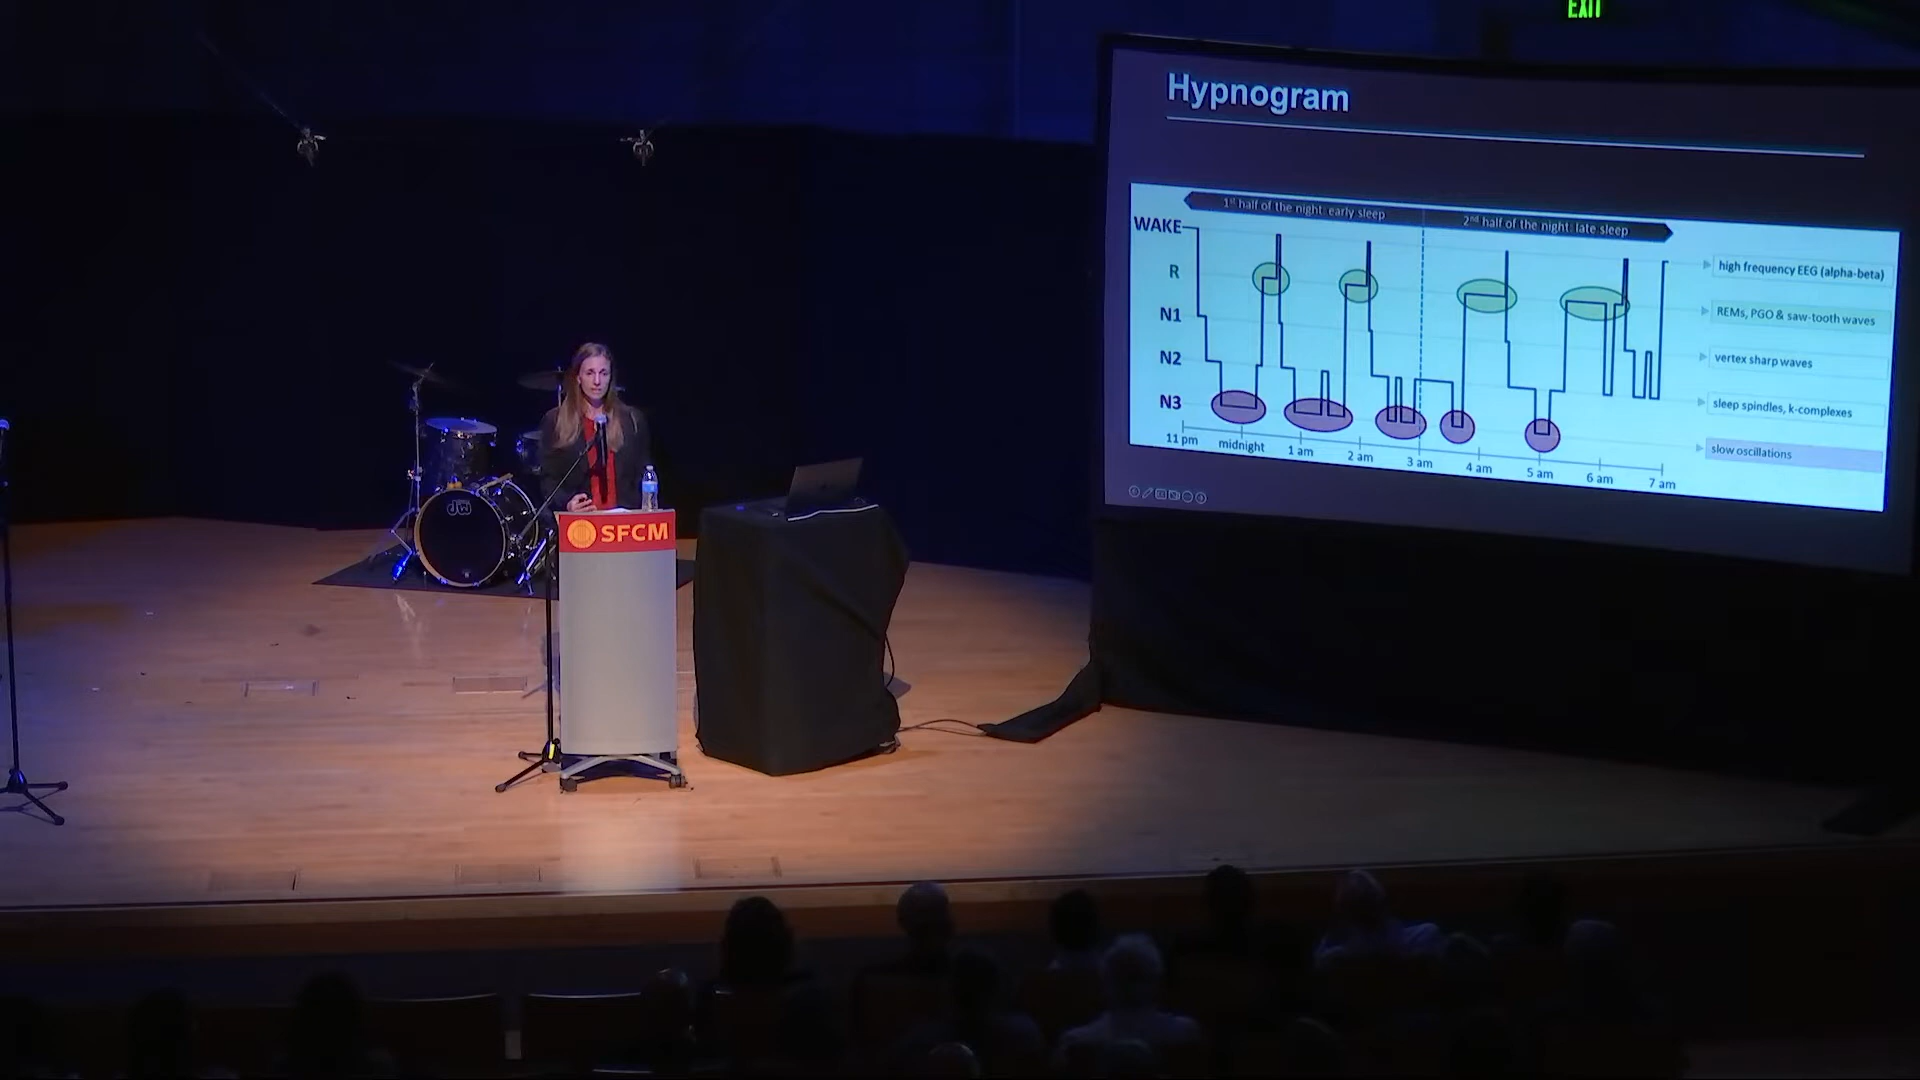 EXIT
Hypnogram
1st half of the night: early sleep
2nd half of the night: late sleep
WAKE
R
N1
N2
N3
11 pm
midnight
1 am
2 am
3 am
4 am
5 am
6 am
7 am
high frequency EEG (alpha-beta)
REMs, PGO & saw-tooth waves
vertex sharp waves
sleep spindles, k-complexes
slow oscillations
dw
SFCM